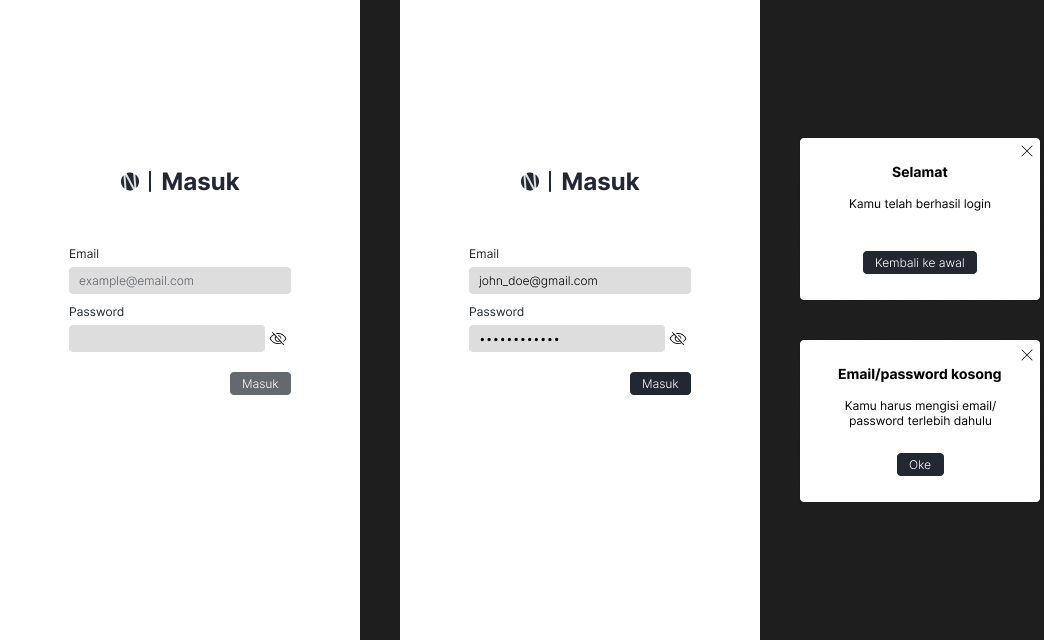 Masuk
Email
example@email.com
Password
Masuk
Masuk
Email
john_doe@gmail.com
Password
••••••••••••
Masuk
Selamat
Kamu telah berhasil login
Kembali ke awal
Email/password kosong
Kamu harus mengisi email/
password terlebih dahulu
Oke